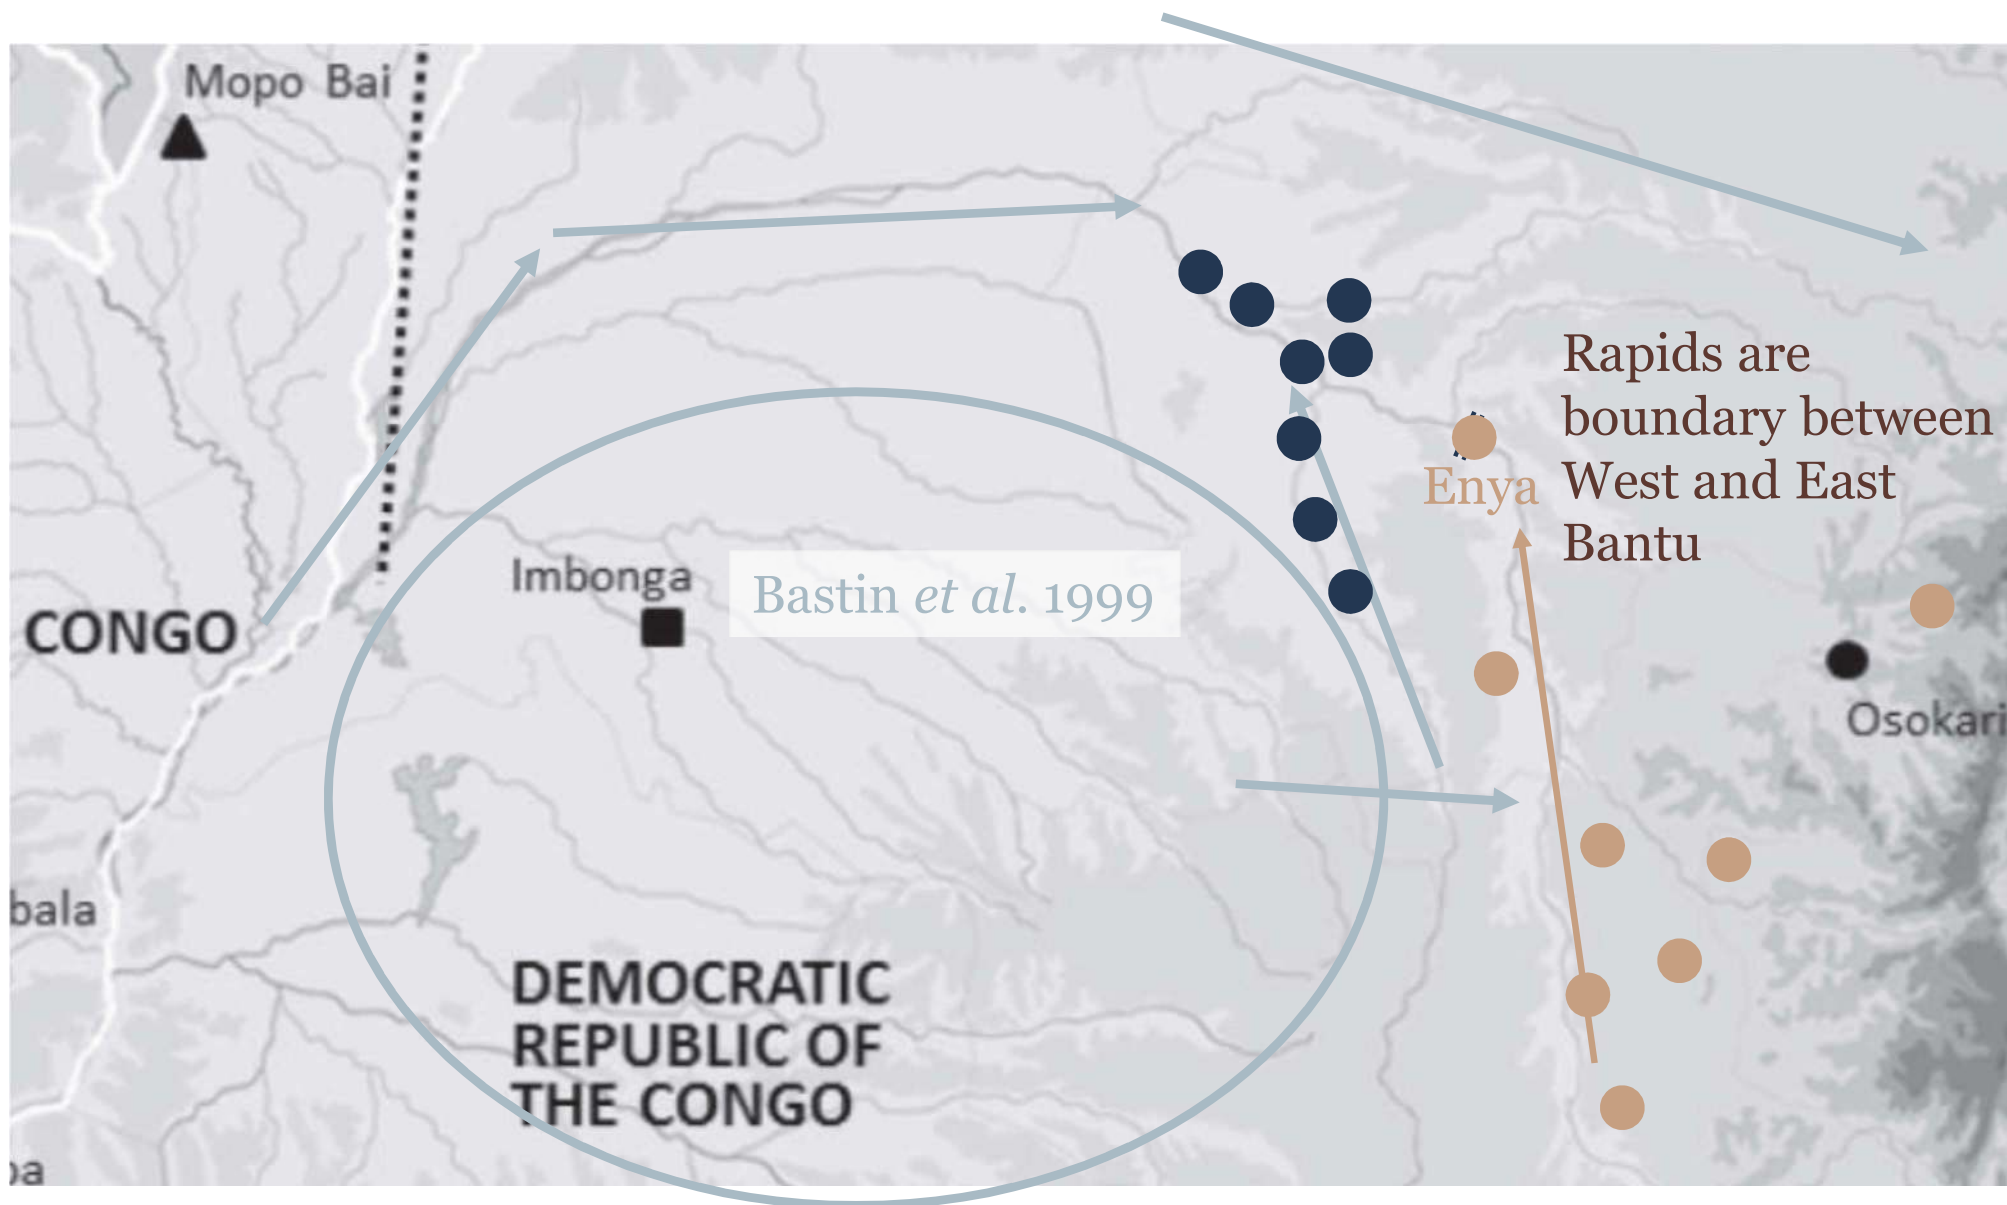 Mopo Bai
Rapids are
boundary between
West and East
Bantu
Enya
Imbonga
Bastin et al. 1999
CONGO
Osokari
bala
DEMOCRATIC
REPUBLIC OF
THE CONGO
pa